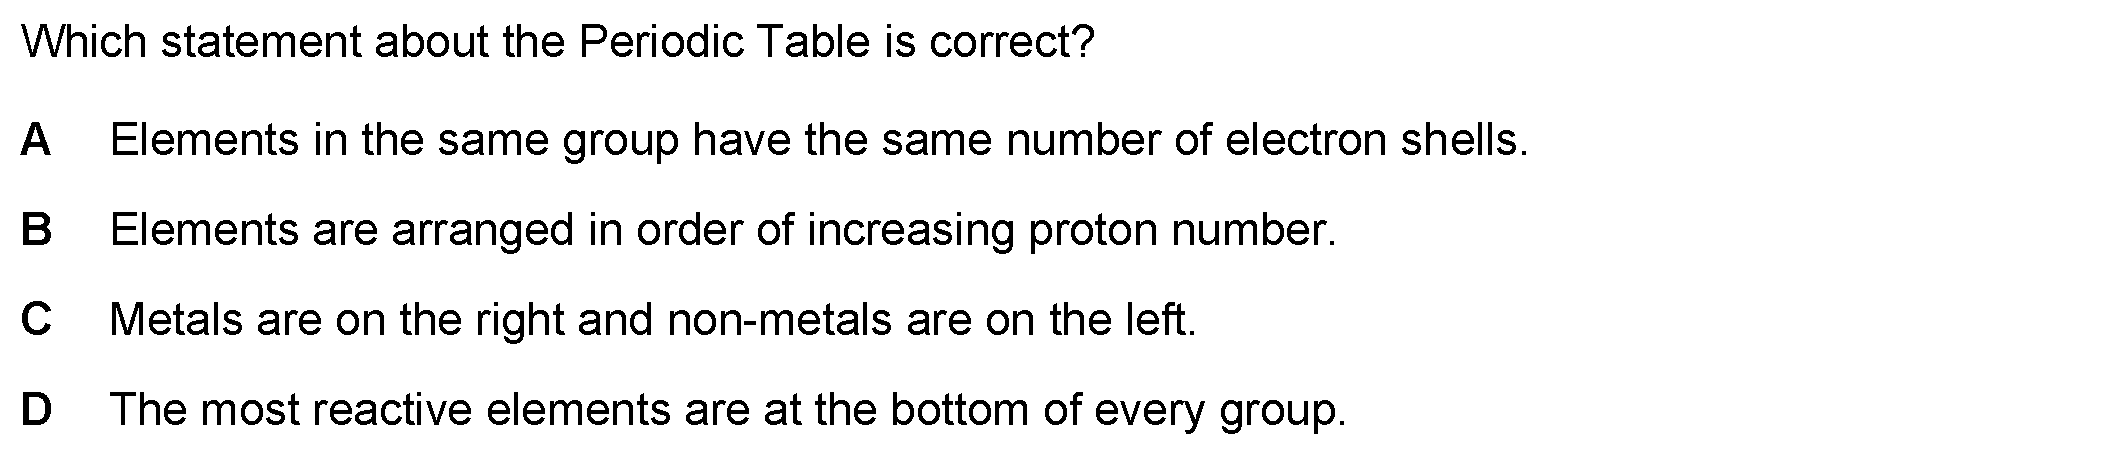 Which statement about the Periodic Table is correct?
A Elements in the same group have the same number of electron shells.
B Elements are arranged in order of increasing proton number.
C Metals are on the right and non-metals are on the left.
D The most reactive elements are at the bottom of every group.